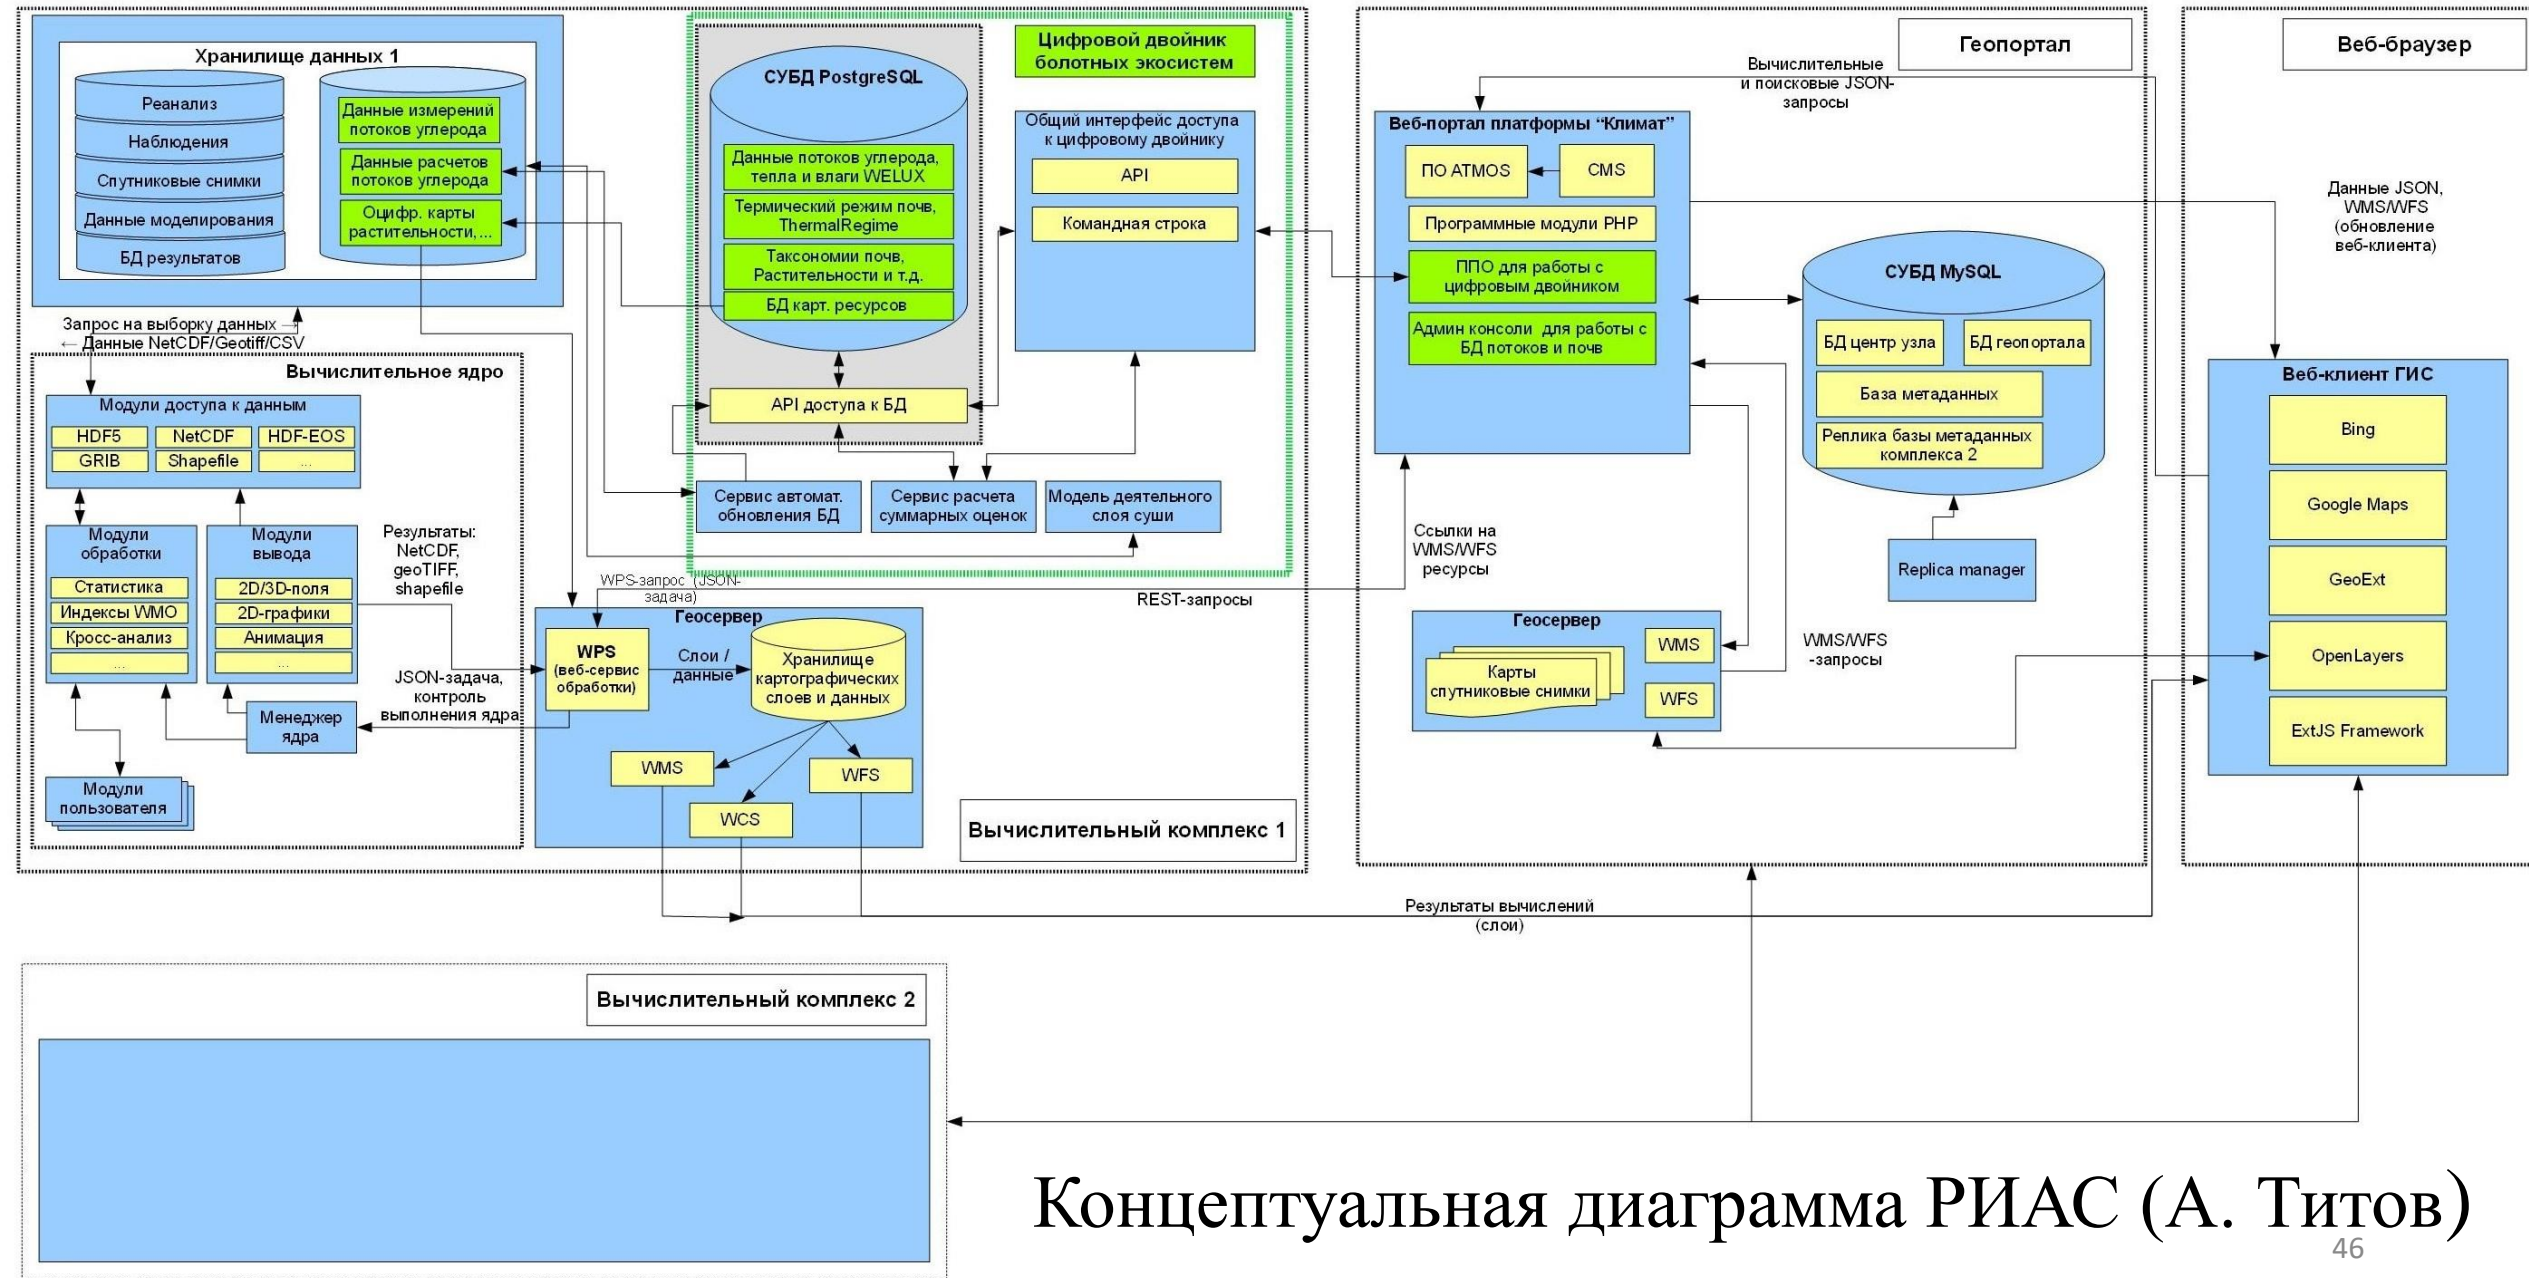 Хранилище данных 1
Реанализ
Наблюдения
Спутниковые снимки
Данные моделирования
БД результатов
Данные измерений
потоков углерода
Данные расчетов
потоков углерода
Оцифр. карты
растительности,...
Запрос на выборку данных →
← Данные NetCDF/Geotiff/CSV
Вычислительное ядро
Модули доступа к данным
HDF5
NetCDF
HDF-EOS
GRIB
Shapefile
...
Модули
обработки
Статистика
Индексы WMO
Кросс-анализ
...
Модули
вывода
2D/3D-поля
2D-графики
Анимация
...
Результаты:
NetCDF,
geoTIFF,
shapefile
JSON-задача,
контроль
выполнения ядра
Менеджер
ядра
Модули
пользователя
Цифровой двойник
болотных экосистем
СУБД PostgreSQL
Данные потоков углерода,
тепла и влаги WELUX
Термический режим почв,
ThermalRegime
Таксономии почв,
Растительности и т.д.
БД карт. ресурсов
API доступа к БД
Общий интерфейс доступа
к цифровому двойнику
API
Командная строка
Сервис автомат.
обновления БД
Сервис расчета
суммарных оценок
Модель деятельного
слоя суши
WPS-запрос (JSON-
задача)
REST-запросы
Геосервер
WPS
(веб-сервис
обработки)
Слои /
данные
Хранилище
картографических
слоев и данных
WMS
WCS
WFS
Вычислительный комплекс 1
Геопортал
Вычислительные
и поисковые JSON-
запросы
Веб-портал платформы “Климат”
ПО ATMOS
CMS
Программные модули PHP
ППО для работы с
цифровым двойником
Админ консоли для работы с
БД потоков и почв
СУБД MySQL
БД центр узла
БД геопортала
База метаданных
Реплика базы метаданных
комплекса 2
Replica manager
Ссылки на
WMS/WFS
ресурсы
Геосервер
Карты
спутниковые снимки
WMS
WFS
WMS/WFS
-запросы
Веб-браузер
Данные JSON,
WMS/WFS
(обновление
веб-клиента)
Веб-клиент ГИС
Bing
Google Maps
GeoExt
OpenLayers
ExtJS Framework
Результаты вычислений
(слои)
Вычислительный комплекс 2
Концептуальная диаграмма РИАС (А. Титов)
46